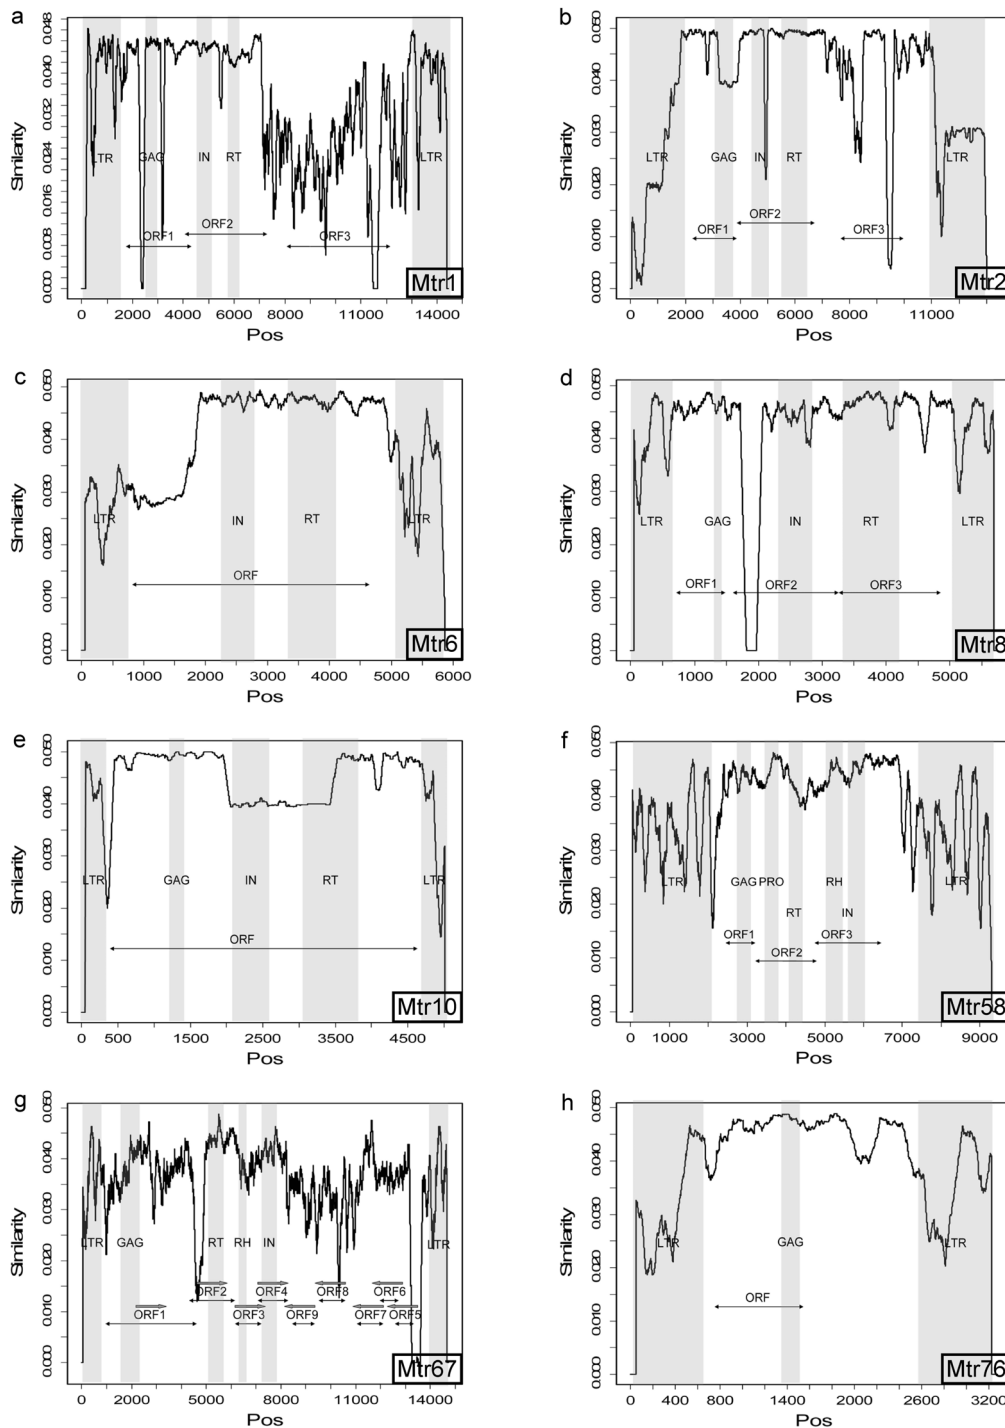 a
Similarity
0.000 0.008 0.016 0.024 0.032 0.040 0.048
LTR GAG IN RT LTR
ORF1 ORF2 ORF3
Mtr1
0 2000 4000 6000 8000 11000 14000
Pos
b
Similarity
0.000 0.010 0.020 0.030 0.040 0.050
LTR GAG IN RT LTR
ORF1 ORF2 ORF3
Mtr2
0 2000 4000 6000 8000 11000
Pos
c
Similarity
0.000 0.010 0.020 0.030 0.040 0.050
LTR IN RT LTR
ORF
Mtr6
0 1000 2000 3000 4000 5000 6000
Pos
d
Similarity
0.000 0.010 0.020 0.030 0.040 0.050
LTR GAG IN RT LTR
ORF1 ORF2 ORF3
Mtr8
0 1000 2000 3000 4000 5000
Pos
e
Similarity
0.000 0.010 0.020 0.030 0.040 0.050
LTR GAG IN RT LTR
ORF
Mtr10
0 500 1500 2500 3500 4500
Pos
f
Similarity
0.000 0.010 0.020 0.030 0.040 0.050
LTR GAG PRO RH LTR
RT IN
ORF1 ORF3
ORF2
Mtr58
0 1000 3000 5000 7000 9000
Pos
g
Similarity
0.000 0.010 0.020 0.030 0.040 0.050
LTR GAG RT RH IN LTR
ORF2 ORF4 ORF8 ORF6
ORF1 ORF3 ORF9 ORF7 ORF5
Mtr67
0 2000 5000 8000 11000 14000
Pos
h
Similarity
0.000 0.010 0.020 0.030 0.040 0.050
LTR GAG LTR
ORF
Mtr76
0 400 800 1400 2000 2600 3200
Pos